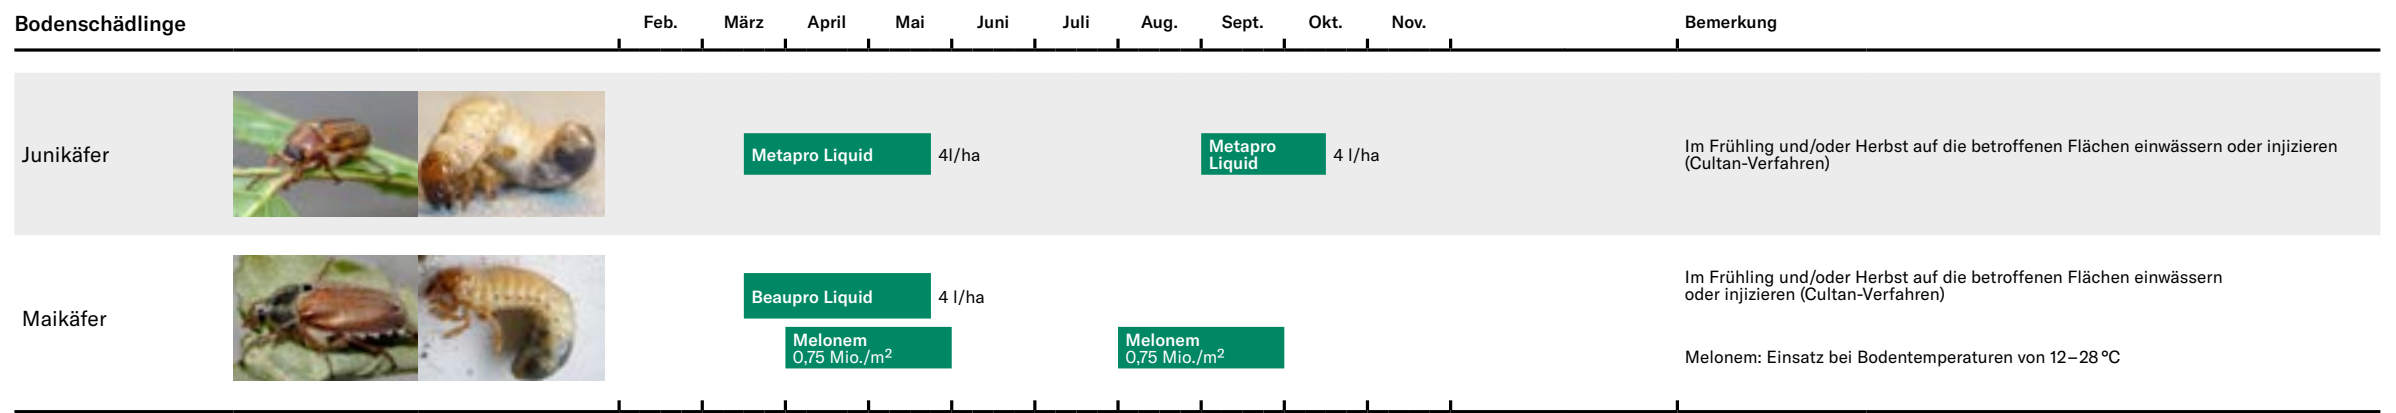 Bodenschädlinge
Feb. März April Mai Juni Juli Aug. Sept. Okt. Nov. Bemerkung
Junikäfer
Metapro Liquid 4l/ha
Metapro
Liquid
4 l/ha
Im Frühling und/oder Herbst auf die betroffenen Flächen einwässern oder injizieren
(Cultan-Verfahren)
Maikäfer
Beaupro Liquid 4 l/ha
Im Frühling und/oder Herbst auf die betroffenen Flächen einwässern
oder injizieren (Cultan-Verfahren)
Melonem
0,75 Mio./m²
Melonem
0,75 Mio./m²
Melonem: Einsatz bei Bodentemperaturen von 12–28 °C